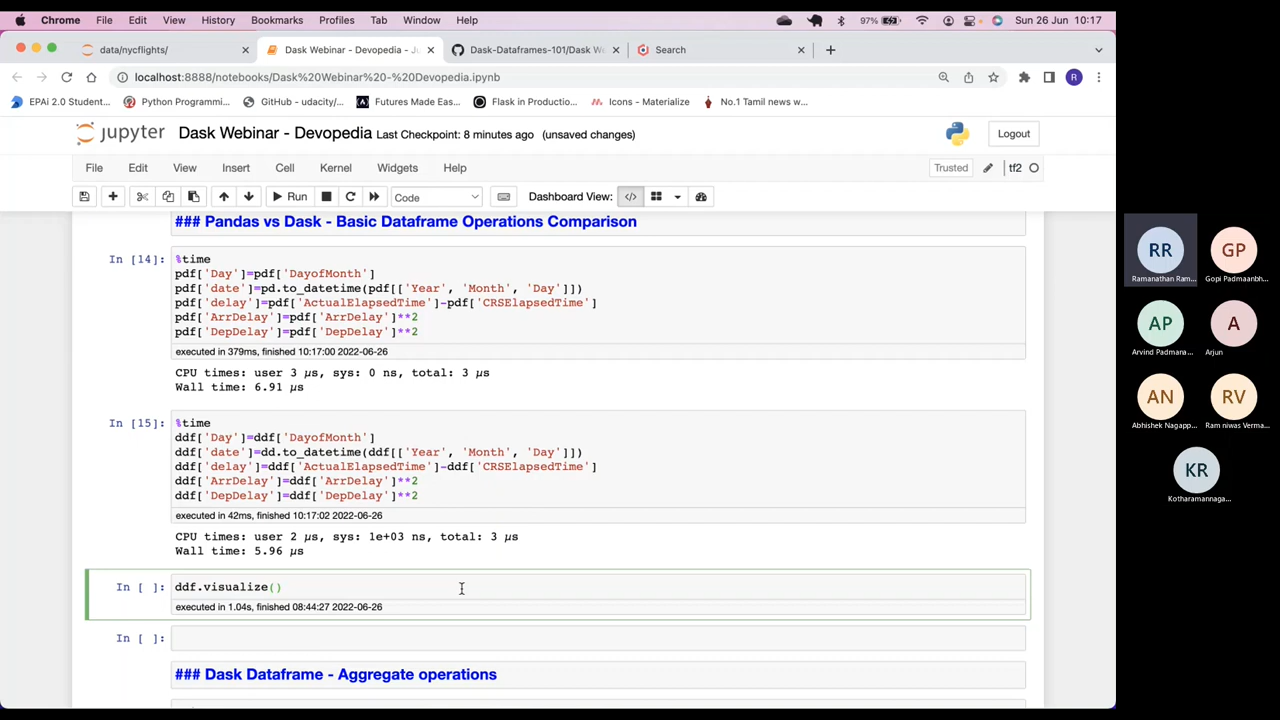 Chrome File Edit View History Bookmarks Profiles Tab Window Help 97% Sun 26 Jun 10:17
data/nycflights/ Dask Webinar - Devopedia - Ju Dask-Dataframes-101/Dask W Search
localhost:8888/notebooks/Dask%20Webinar%20-%20Devopedia.ipynb R
EPAi 2.0 Student... Python Programmi... GitHub - udacity/... Futures Made Eas... Flask in Productio... Icons - Materialize No.1 Tamil news w...
jupyter Dask Webinar - Devopedia Last Checkpoint: 8 minutes ago (unsaved changes) Logout
File Edit View Insert Cell Kernel Widgets Help Trusted tf2
Run Code Dashboard View:
### Pandas vs Dask - Basic Dataframe Operations Comparison
In [14]: %time
pdf['Day']=pdf['DayofMonth']
pdf['date']=pd.to_datetime(pdf[['Year', 'Month', 'Day']])
pdf['delay']=pdf['ActualElapsedTime']-pdf['CRSElapsedTime']
pdf['ArrDelay']=pdf['ArrDelay']**2
pdf['DepDelay']=pdf['DepDelay']**2
executed in 379ms, finished 10:17:00 2022-06-26
CPU times: user 3 µs, sys: 0 ns, total: 3 µs
Wall time: 6.91 µs
In [15]: %time
ddf['Day']=ddf['DayofMonth']
ddf['date']=dd.to_datetime(ddf[['Year', 'Month', 'Day']])
ddf['delay']=ddf['ActualElapsedTime']-ddf['CRSElapsedTime']
ddf['ArrDelay']=ddf['ArrDelay']**2
ddf['DepDelay']=ddf['DepDelay']**2
executed in 42ms, finished 10:17:02 2022-06-26
CPU times: user 2 µs, sys: 1e+03 ns, total: 3 µs
Wall time: 5.96 µs
In [ ]: ddf.visualize()
executed in 1.04s, finished 08:44:27 2022-06-26
In [ ]:
### Dask Dataframe - Aggregate operations
RR GP
Ramanathan Ram... Gopi Padmaanbh...
AP A
Arvind Padmana... Arjun
AN RV
Abhishek Nagapp... Ram niwas Verma...
KR
Kotharamannaga...